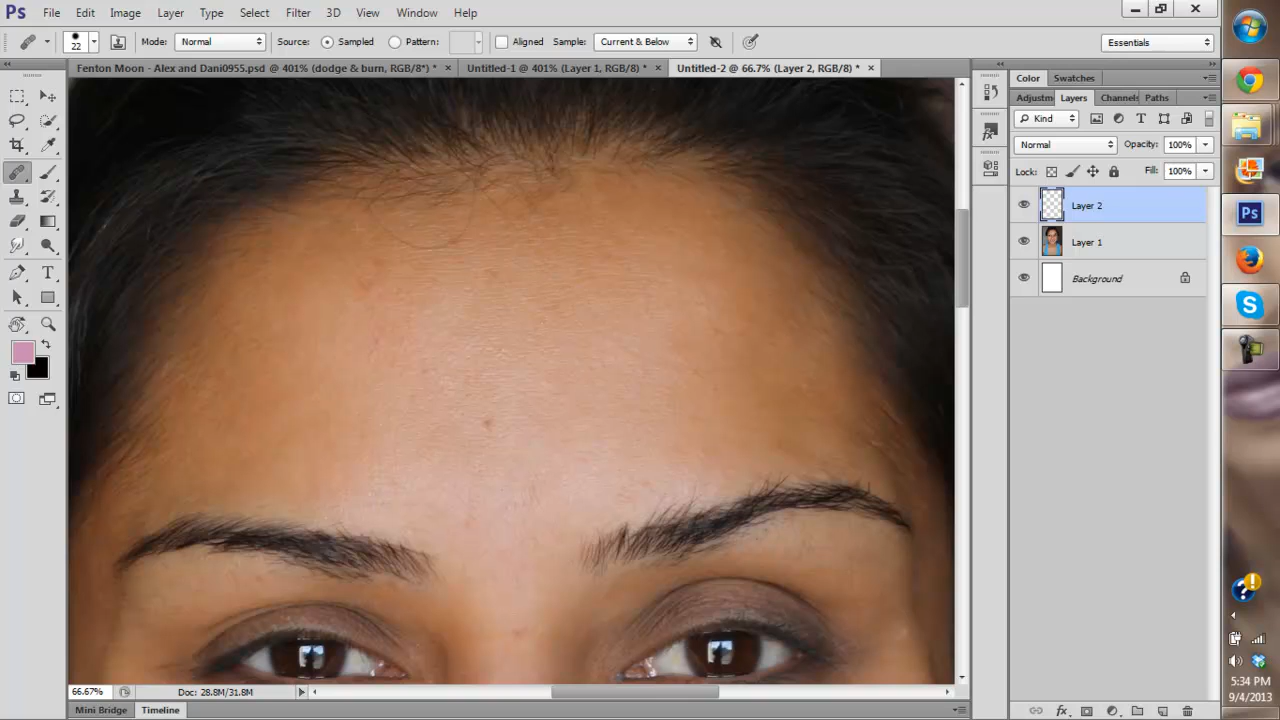 Ps File Edit Image Layer Type Select Filter 3D View Window Help
22 Mode: Normal Source: Sampled Pattern: Aligned Sample: Current & Below Essentials
Fenton Moon - Alex and Dani0955.psd @ 401% (dodge & burn, RGB/8*) * × Untitled-1 @ 401% (Layer 1, RGB/8) * × Untitled-2 @ 66.7% (Layer 2, RGB/8) * ×
Color Swatches
Adjustm Layers Channels Paths
Kind T
Normal Opacity: 100%
Lock: Fill: 100%
Layer 2
Layer 1
Background
T
Ps
S
66.67% Doc: 28.8M/31.8M
fx
Mini Bridge Timeline
5:34 PM
9/4/2013